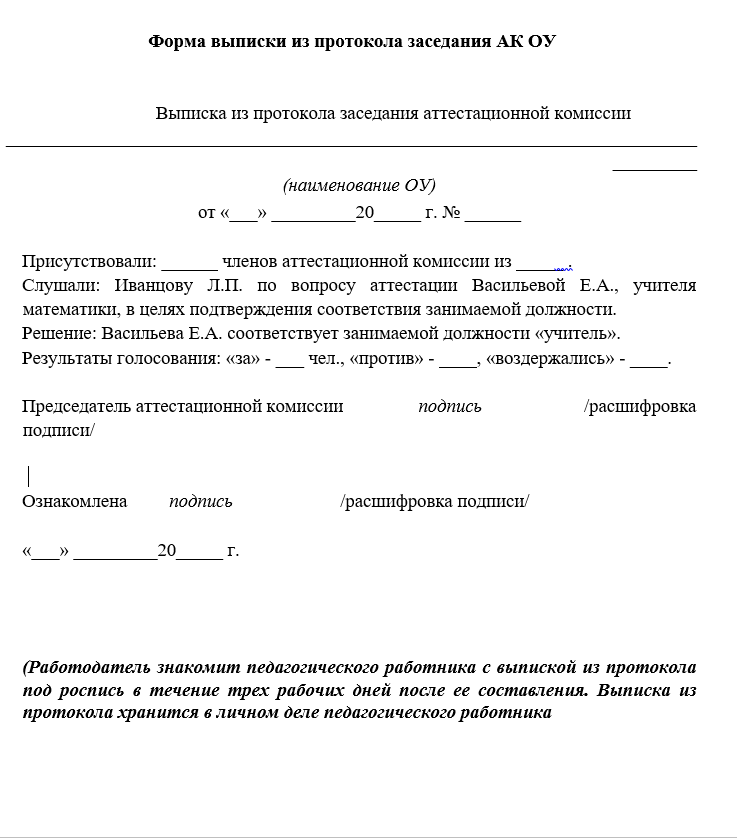 Форма выписки из протокола заседания АК ОУ
Выписка из протокола заседания аттестационной комиссии
___________________________________________________________________________
_________
(наименование ОУ)
от «___» _________20_____ г. № ______
Присутствовали: ______ членов аттестационной комиссии из ______.
Слушали: Иванцову Л.П. по вопросу аттестации Васильевой Е.А., учителя
математики, в целях подтверждения соответствия занимаемой должности.
Решение: Васильева Е.А. соответствует занимаемой должности «учитель».
Результаты голосования: «за» - ___ чел., «против» - ____, «воздержались» - ____.
Председатель аттестационной комиссии подпись /расшифровка
подписи/
Ознакомлена подпись /расшифровка подписи/
«___» _________20_____ г.
(Работодатель знакомит педагогического работника с выпиской из протокола
под роспись в течение трех рабочих дней после ее составления. Выписка из
протокола хранится в личном деле педагогического работника